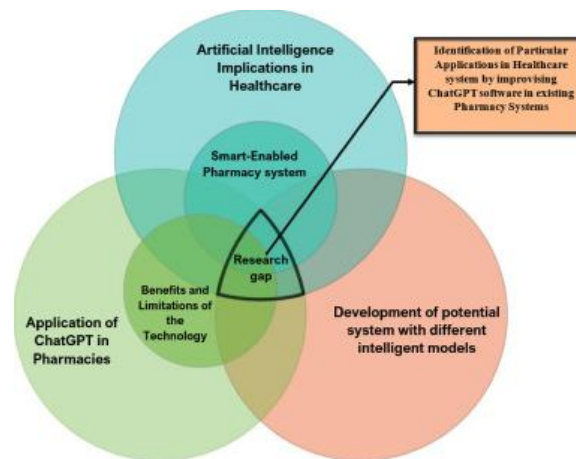 Artificial Intelligence
Implications in
Healthcare
Identification of Particular
Applications in Healthcare
system by improvising
ChatGPT software in existing
Pharmacy Systems
Smart-Enabled
Pharmacy system
Research
gap
Benefits and
Limitations of
the
Technology
Application of
ChatGPT in
Pharmacies
Development of potential
system with different
intelligent models